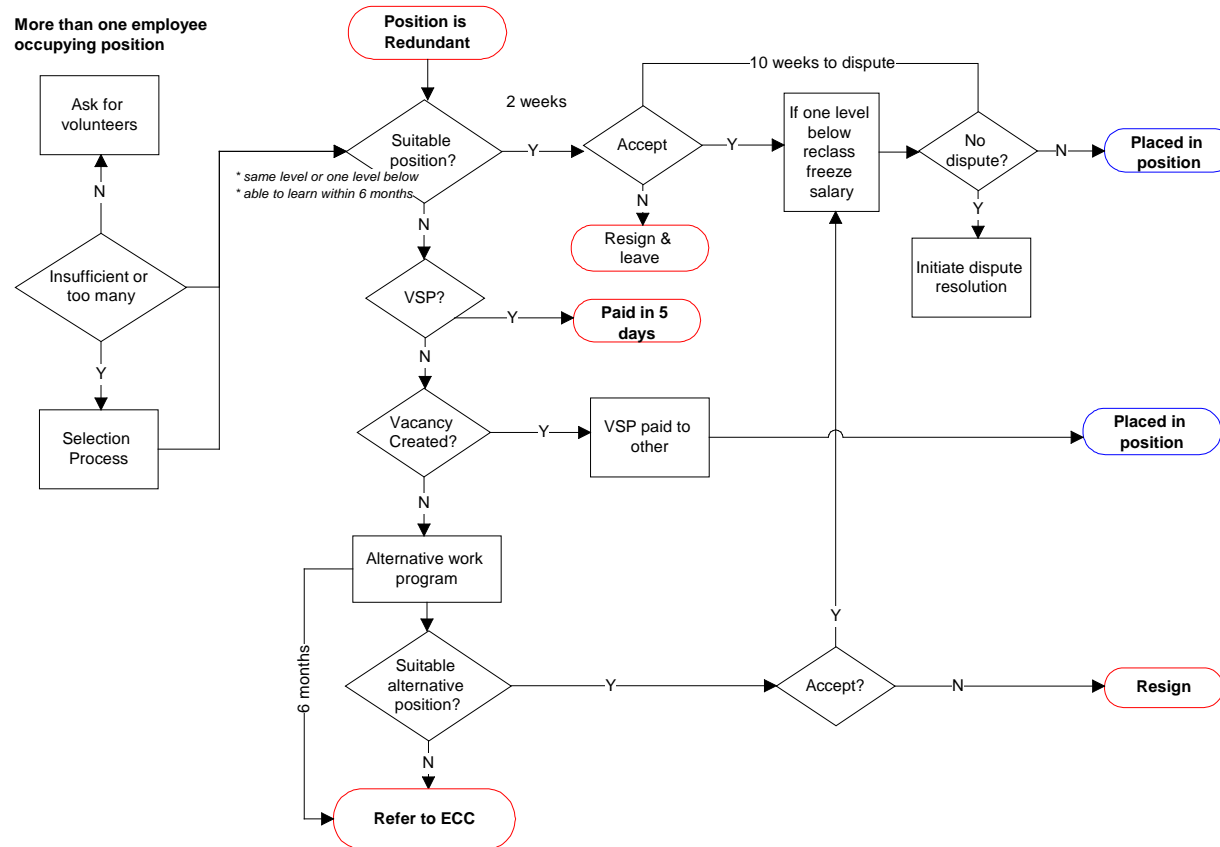 More than one employee
occupying position
Position is
Redundant
Ask for
volunteers
2 weeks
10 weeks to dispute
Suitable
position?
* same level or one level below
* able to learn within 6 months
Y
Accept
Y
If one level
below
reclass
freeze
salary
No
dispute?
N
Placed in
position
N
N
N
Y
Resign &
leave
Initiate dispute
resolution
Insufficient or
too many
VSP?
Y
Paid in 5
days
Y
N
Selection
Process
Vacancy
Created?
Y
VSP paid to
other
Placed in
position
N
Alternative work
program
6 months
Suitable
alternative
position?
Y
Y
Accept?
N
Resign
N
Refer to ECC